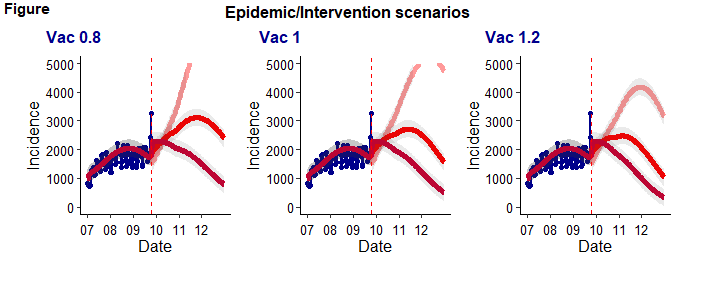 Figure
Epidemic/Intervention scenarios
Vac 0.8
Incidence
5000
4000
3000
2000
1000
0
07 08 09 10 11 12
Date
Vac 1
Incidence
5000
4000
3000
2000
1000
0
07 08 09 10 11 12
Date
Vac 1.2
Incidence
5000
4000
3000
2000
1000
0
07 08 09 10 11 12
Date